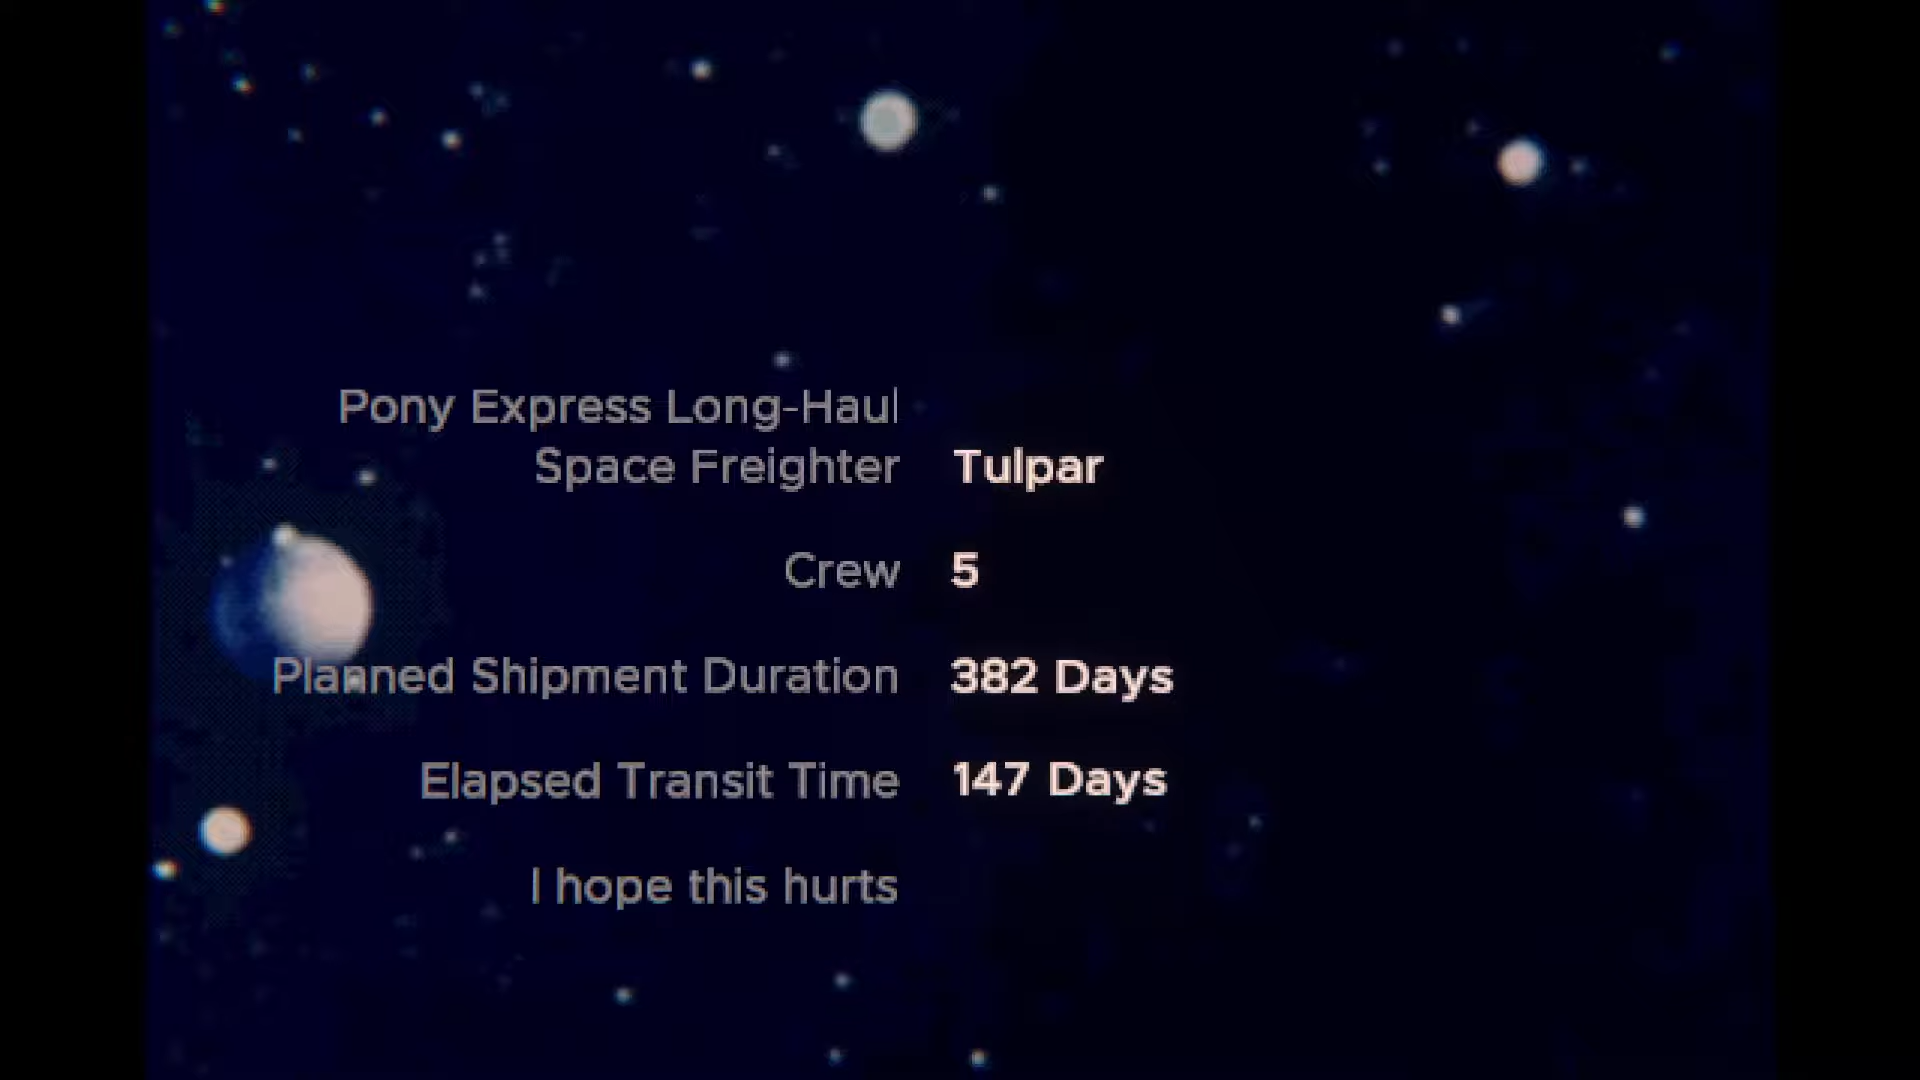 Pony Express Long-Haul
Space Freighter Tulpar
Crew 5
Planned Shipment Duration 382 Days
Elapsed Transit Time 147 Days
I hope this hurts